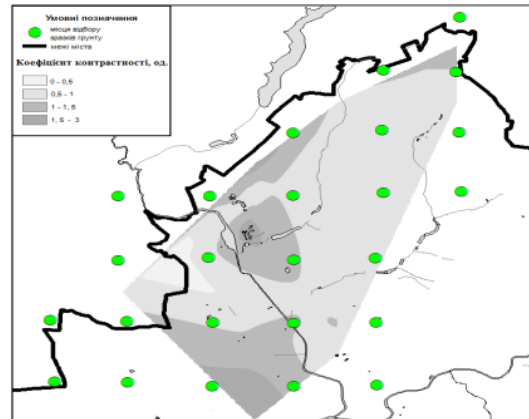 Умовні позначення
місця відбору
зразків ґрунту
межі міста
Коефіцієнт контрастності, од.
0 - 0,5
0,5 - 1
1 - 1,5
1,5 - 3